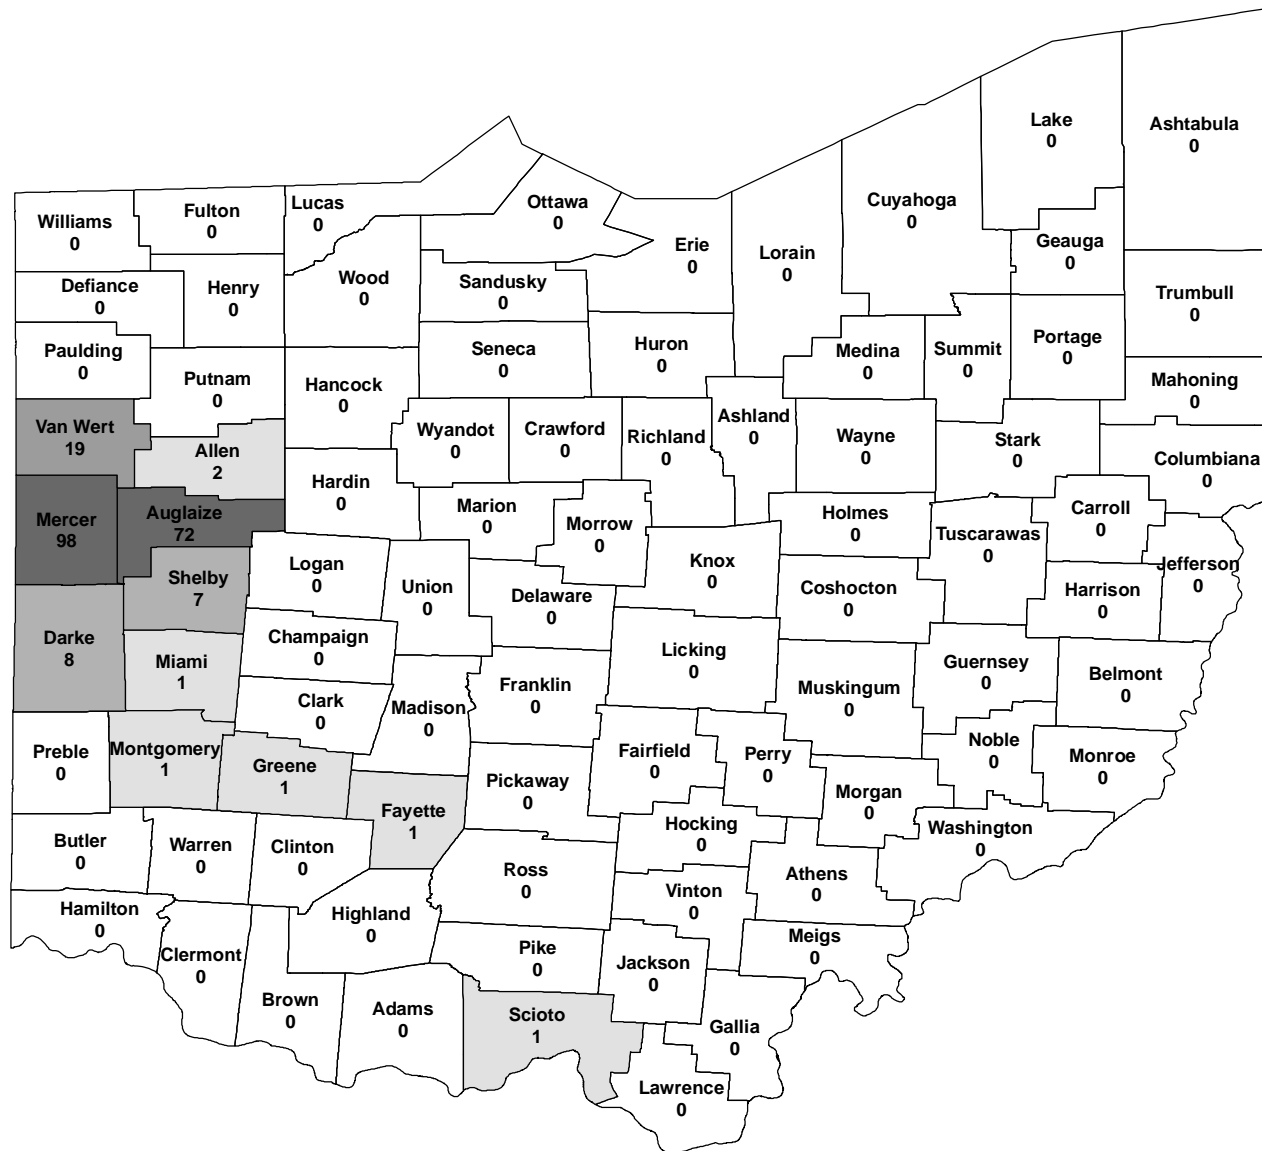 Lake
0
Ashtabula
0
Cuyahoga
0
Ottawa
0
Lucas
0
Fulton
0
Williams
0
Erie
0
Geauga
0
Lorain
0
Wood
0
Sandusky
0
Henry
0
Defiance
0
Trumbull
0
Portage
0
Huron
0
Summit
0
Medina
0
Seneca
0
Paulding
0
Putnam
0
Hancock
0
Mahoning
0
Ashland
0
Van Wert
19
Wyandot
0
Crawford
0
Richland
0
Wayne
0
Stark
0
Allen
2
Columbiana
0
Hardin
0
Marion
0
Carroll
0
Holmes
0
Auglaize
72
Mercer
98
Morrow
0
Tuscarawas
0
Knox
0
Logan
0
Jefferson
0
Shelby
7
Union
0
Coshocton
0
Harrison
0
Delaware
0
Darke
8
Champaign
0
Licking
0
Miami
1
Guernsey
0
Belmont
0
Franklin
0
Muskingum
0
Clark
0
Madison
0
Noble
0
Preble
0
Montgomery
1
Fairfield
0
Perry
0
Monroe
0
Greene
1
Pickaway
0
Morgan
0
Fayette
1
Hocking
0
Washington
0
Butler
0
Warren
0
Clinton
0
Ross
0
Athens
0
Vinton
0
Hamilton
0
Highland
0
Meigs
0
Pike
0
Clermont
0
Jackson
0
Brown
0
Adams
0
Scioto
1
Gallia
0
Lawrence
0